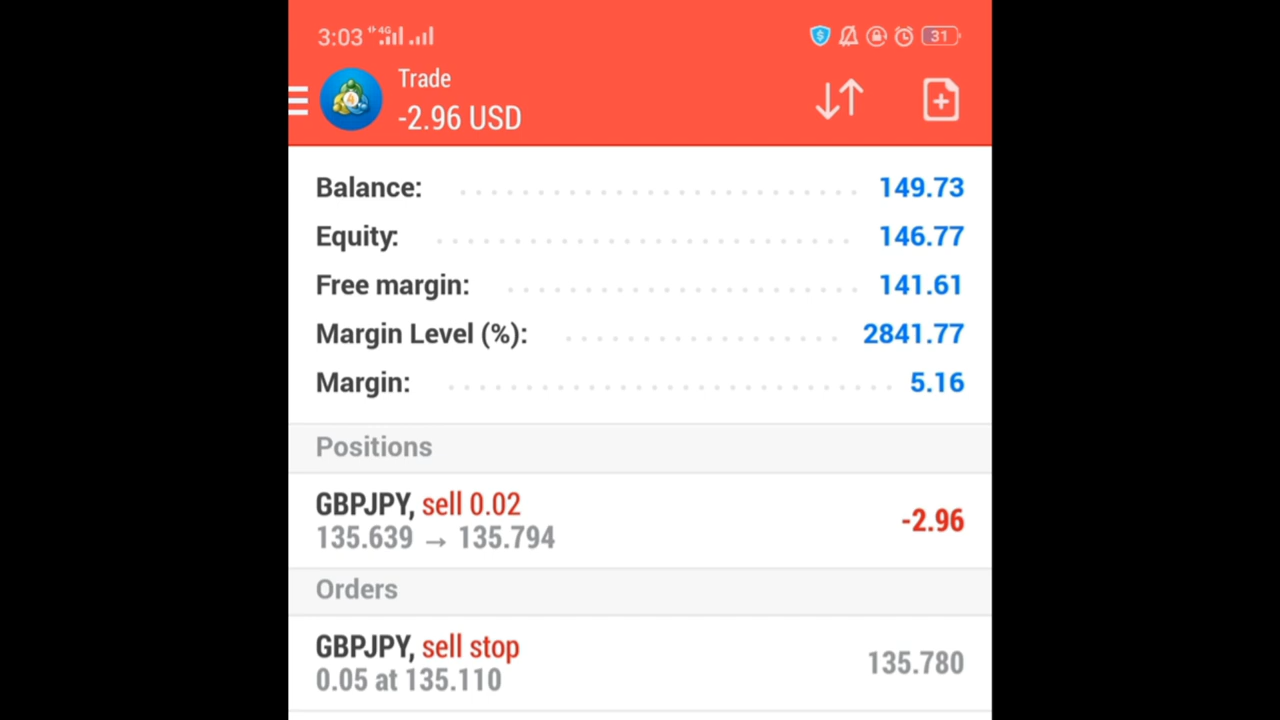 3:03 4G 31
Trade
-2.96 USD
Balance: 149.73
Equity: 146.77
Free margin: 141.61
Margin Level (%): 2841.77
Margin: 5.16
Positions
GBPJPY, sell 0.02
135.639 → 135.794 -2.96
Orders
GBPJPY, sell stop
0.05 at 135.110 135.780